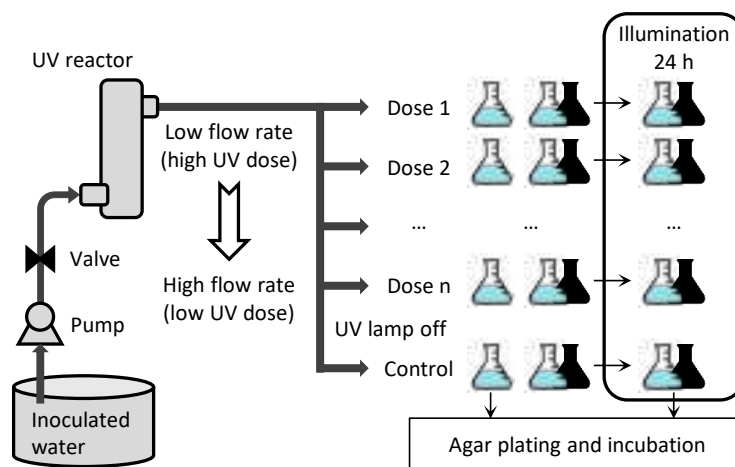 Illumination
24 h
UV reactor
Low flow rate
(high UV dose)
Dose 1
Dose 2
...
...
...
Valve
High flow rate
(low UV dose)
Dose n
Pump
UV lamp off
Control
Inoculated
water
Agar plating and incubation